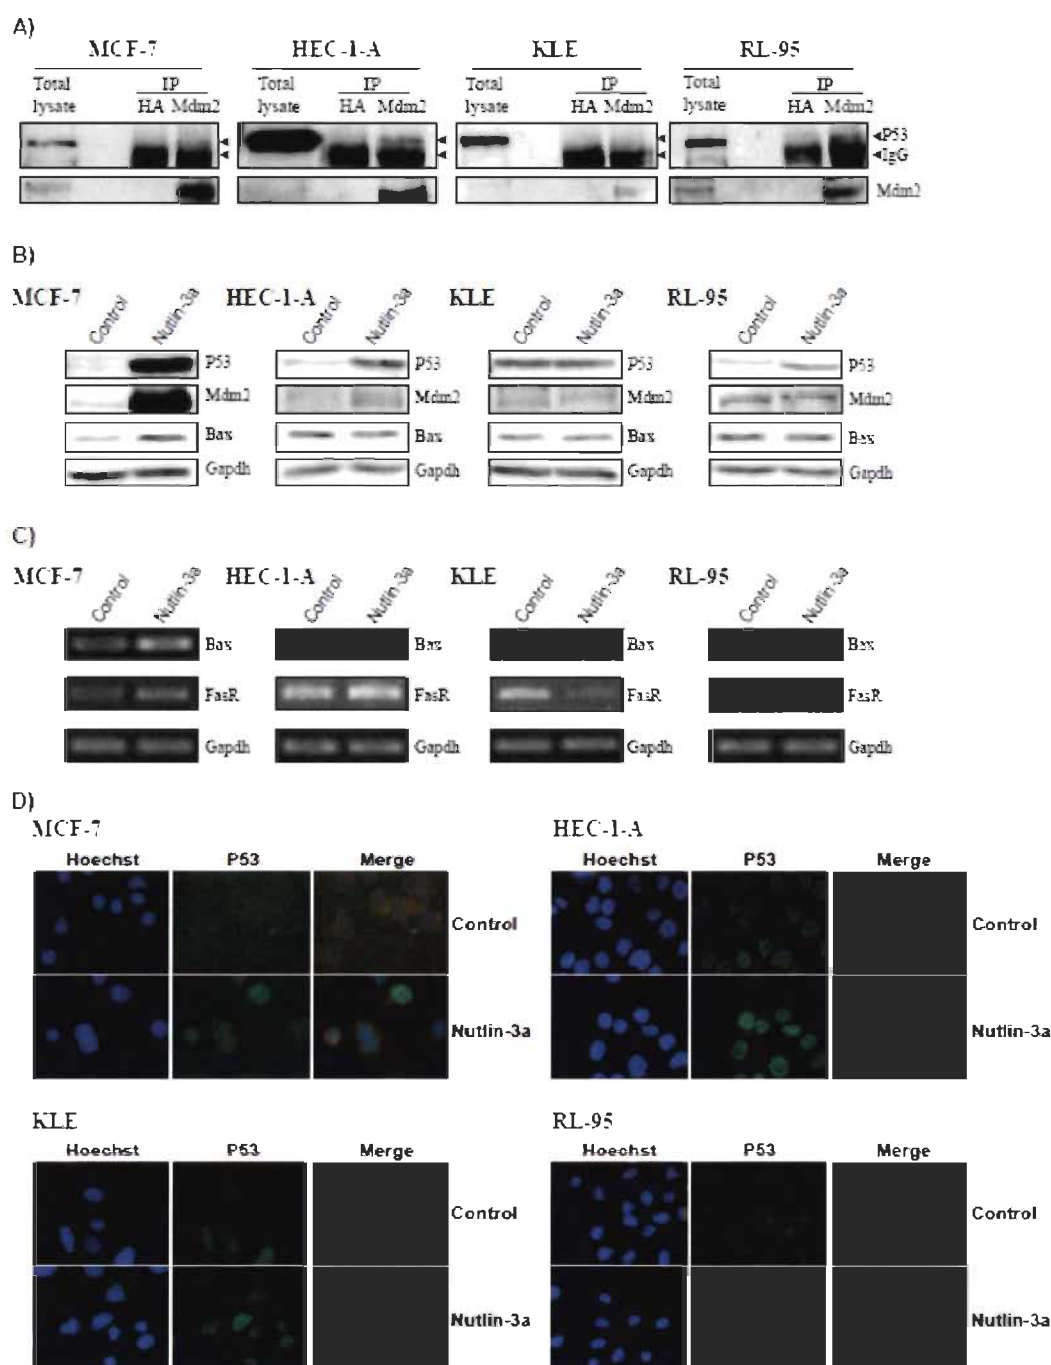 A)
MCF-7 HEC-1-A KLE RL-95
Total lysate IP HA Mdm2 Total lysate IP HA Mdm2 Total lysate IP HA Mdm2 Total lysate IP HA Mdm2
P53
IgG
Mdm2
B)
MCF-7 HEC-1-A KLE RL-95
Control Nutlin-3a Control Nutlin-3a Control Nutlin-3a Control Nutlin-3a
P53 P53 P53 P53
Mdm2 Mdm2 Mdm2 Mdm2
Bax Bax Bax Bax
Gapdh Gapdh Gapdh Gapdh
C)
MCF-7 HEC-1-A KLE RL-95
Control Nutlin-3a Control Nutlin-3a Control Nutlin-3a Control Nutlin-3a
Bax Bax Bax Bax
FasR FasR FasR FasR
Gapdh Gapdh Gapdh Gapdh
D)
MCF-7 HEC-1-A
Hoechst P53 Merge Hoechst P53 Merge
Control Control
Nutlin-3a Nutlin-3a
KLE RL-95
Hoechst P53 Merge Hoechst P53 Merge
Control Control
Nutlin-3a Nutlin-3a